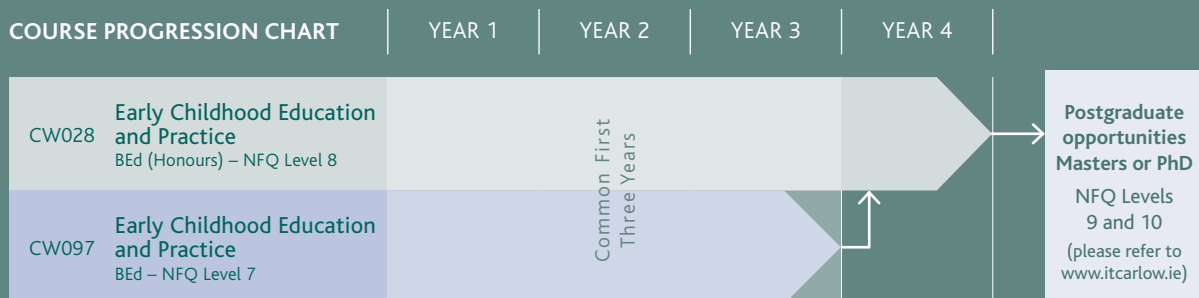 COURSE PROGRESSION CHART
YEAR 1
YEAR 2
YEAR 3
YEAR 4
CW028
Early Childhood Education
and Practice
BEd (Honours) – NFQ Level 8
CW097
Early Childhood Education
and Practice
BEd – NFQ Level 7
Common First
Three Years
Postgraduate
opportunities
Masters or PhD
NFQ Levels
9 and 10
(please refer to
www.itcarlow.ie)